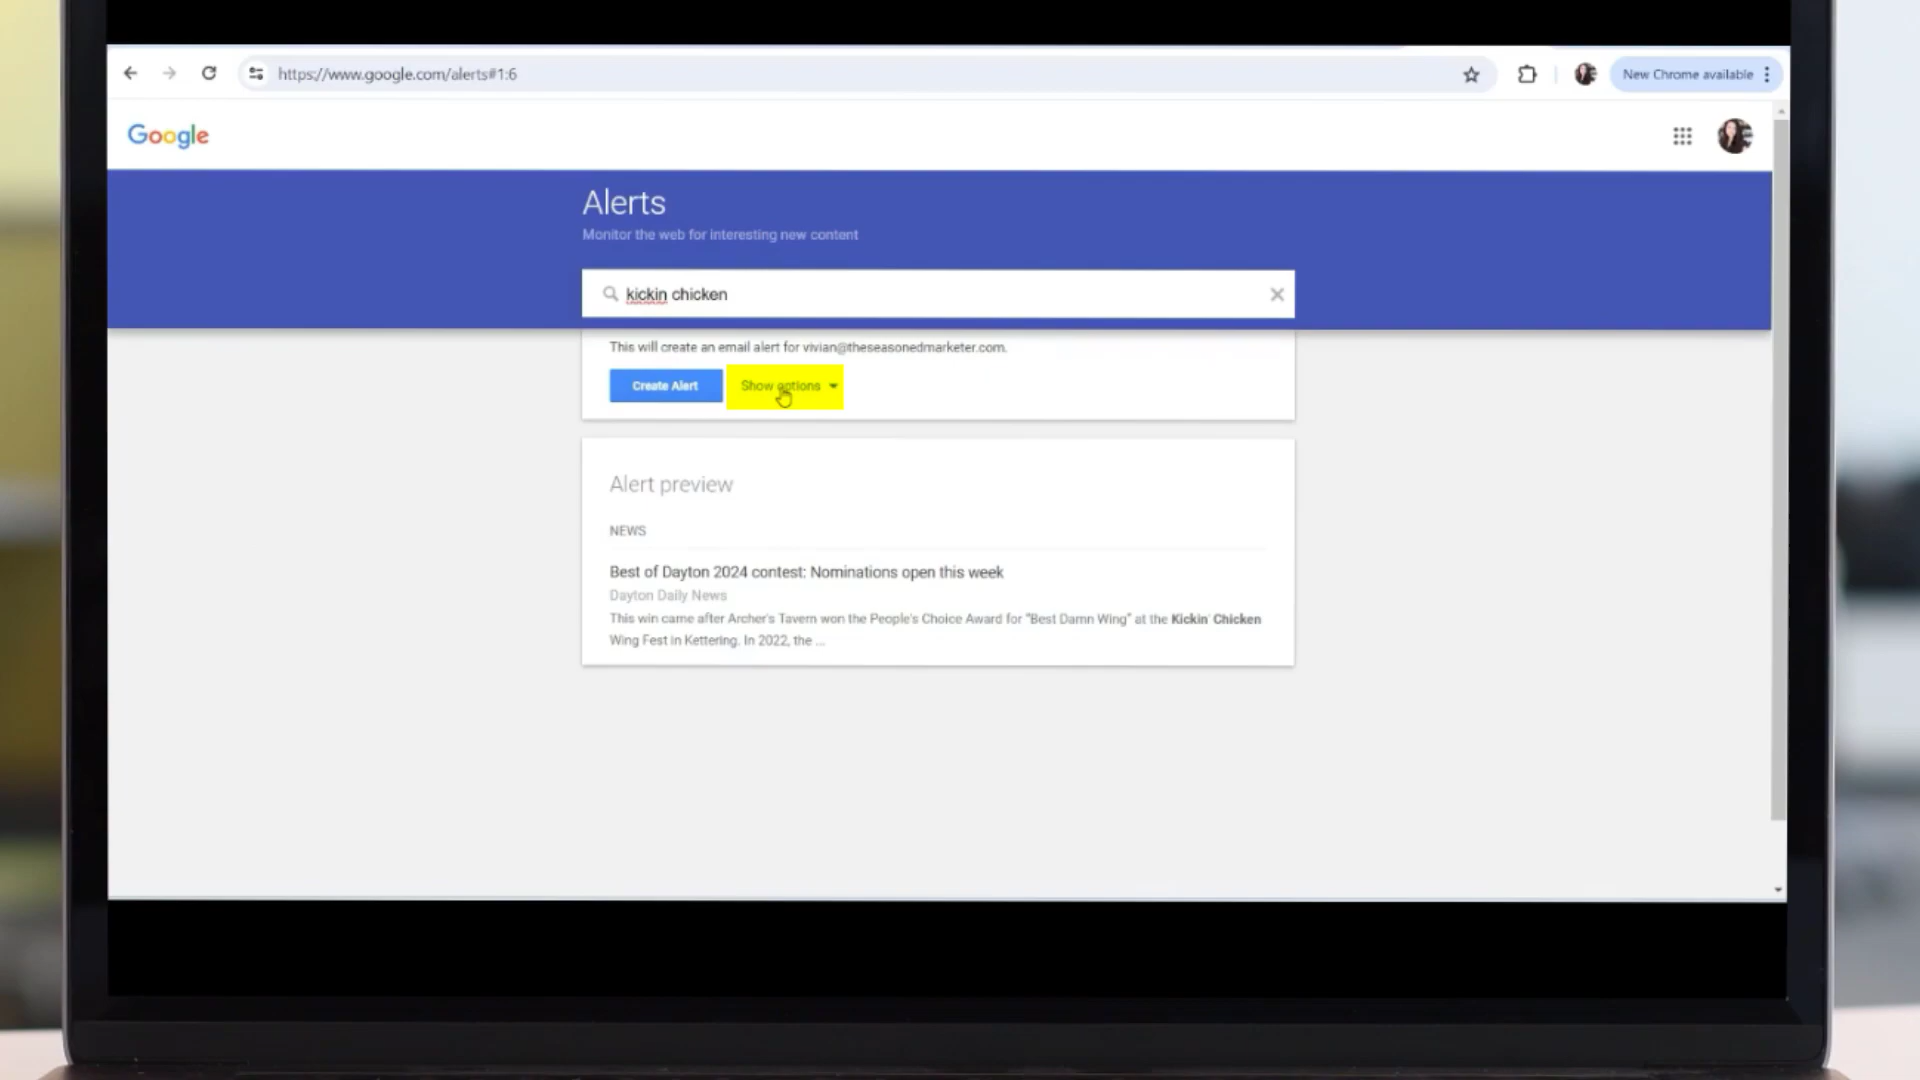 https://www.google.com/alerts#1:6
New Chrome available
Google
Alerts
Monitor the web for interesting new content
kickin chicken
This will create an email alert for vivian@theseasonedmarketer.com.
Create Alert
Show options
Alert preview
NEWS
Best of Dayton 2024 contest: Nominations open this week
Dayton Daily News
This win came after Archer's Tavern won the People's Choice Award for "Best Damn Wing" at the Kickin' Chicken
Wing Fest in Kettering. In 2022, the ...